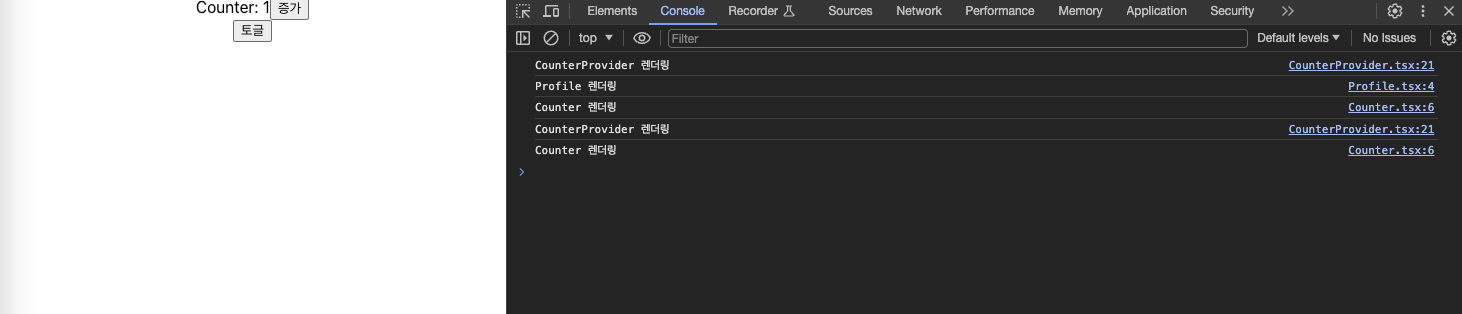 Counter: 1 증가
토글
Elements Console Recorder Sources Network Performance Memory Application Security
top Filter Default levels No Issues
CounterProvider 렌더링 CounterProvider.tsx:21
Profile 렌더링 Profile.tsx:4
Counter 렌더링 Counter.tsx:6
CounterProvider 렌더링 CounterProvider.tsx:21
Counter 렌더링 Counter.tsx:6